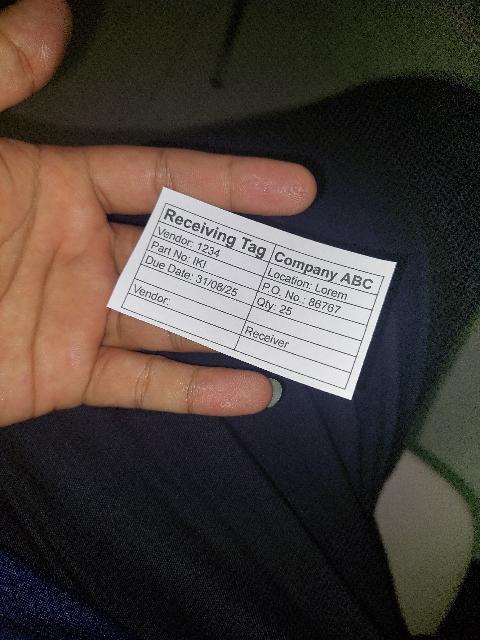 Receiving Tag Company ABC
Vendor: 1234 Location: Lorem
Part No: IKI P.O. No.: 86767
Due Date: 31/08/25 Qty: 25
Vendor: Receiver